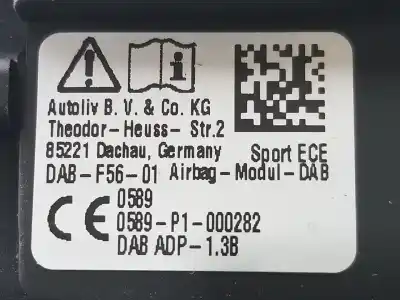 Autoliv B. V. & Co. KG
Theodor-Heuss- Str.2
85221 Dachau, Germany Sport ECE
DAB-F56-01 Airbag-Modul-DAB
CE 0589
0589-P1-000282
DAB ADP-1.3B